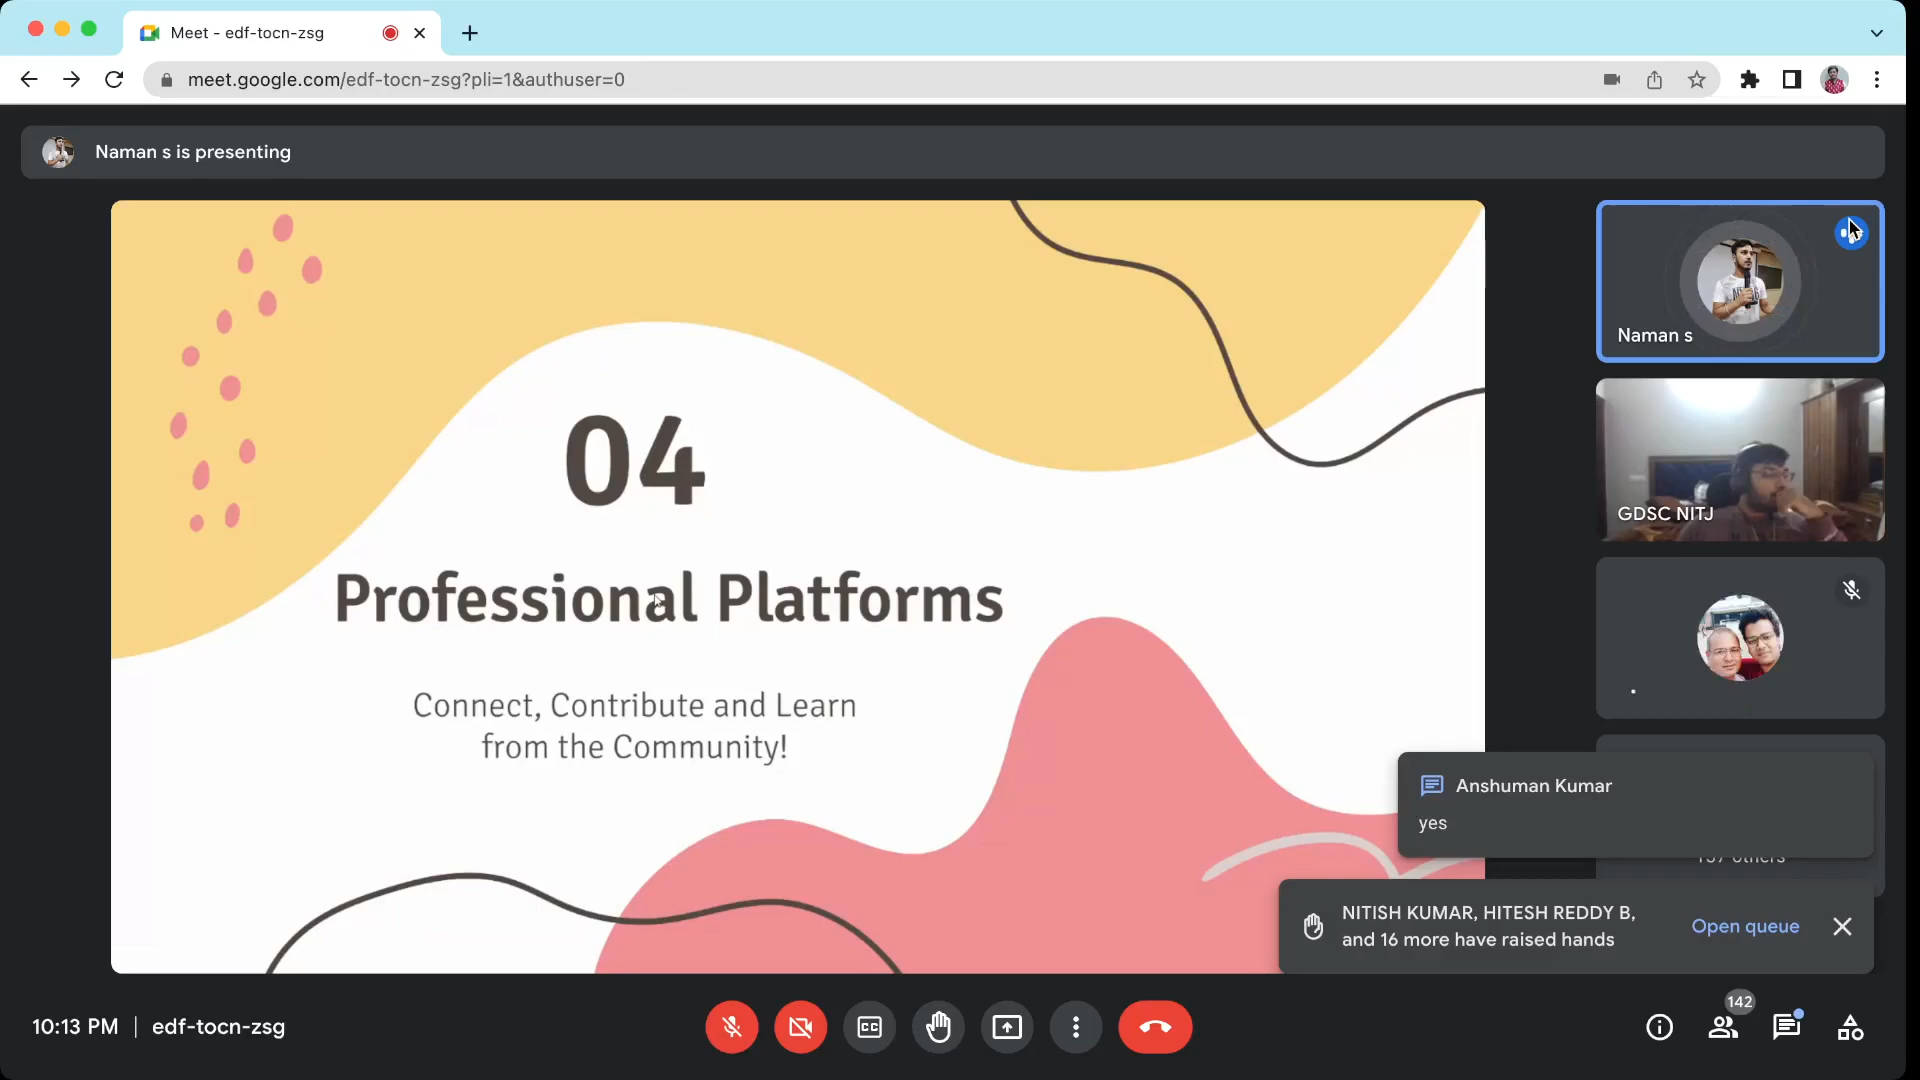 Meet - edf-tocn-zsg
meet.google.com/edf-tocn-zsg?pli=1&authuser=0
Naman s is presenting
04
Professional Platforms
Connect, Contribute and Learn
from the Community!
Naman s
GDSC NITJ
.
Anshuman Kumar
yes
others
NITISH KUMAR, HITESH REDDY B,
and 16 more have raised hands
Open queue
10:13 PM | edf-tocn-zsg
CC
142